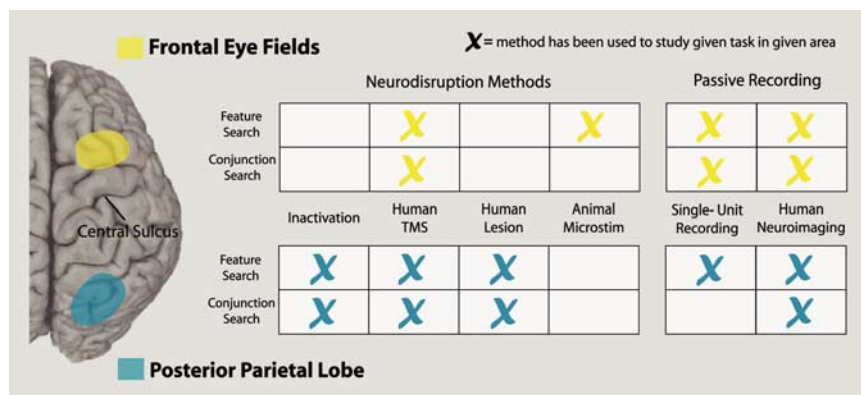 Frontal Eye Fields
X = method has been used to study given task in given area
Neurodisruption Methods
Passive Recording
Feature
Search
X X X X
Conjunction
Search
X X X
Central Sulcus
Inactivation
Human
TMS
Human
Lesion
Animal
Microstim
Single- Unit
Recording
Human
Neuroimaging
Feature
Search
X X X X X
Conjunction
Search
X X X X
Posterior Parietal Lobe